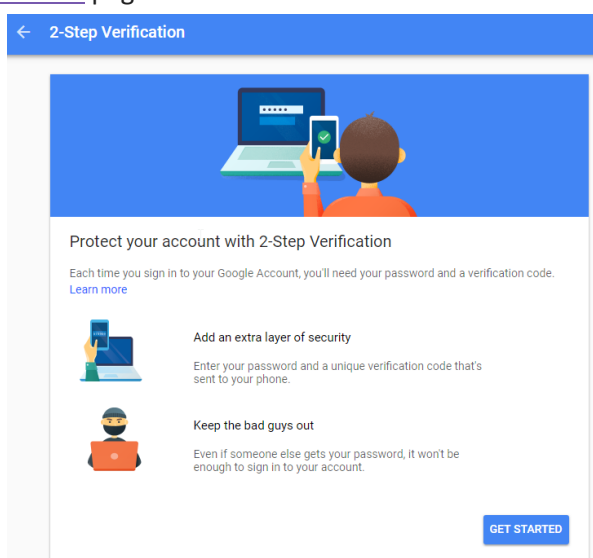 2-Step Verification
Protect your account with 2-Step Verification
Each time you sign in to your Google Account, you'll need your password and a verification code.
Learn more
Add an extra layer of security
Enter your password and a unique verification code that's
sent to your phone.
Keep the bad guys out
Even if someone else gets your password, it won't be
enough to sign in to your account.
GET STARTED